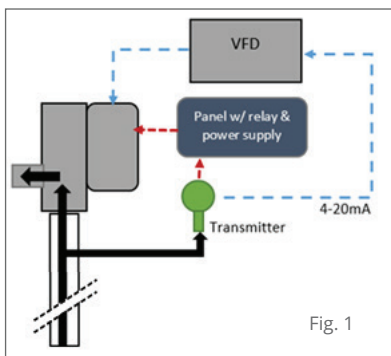 VFD
Panel w/ relay &
power supply
4-20mA
Transmitter
Fig. 1